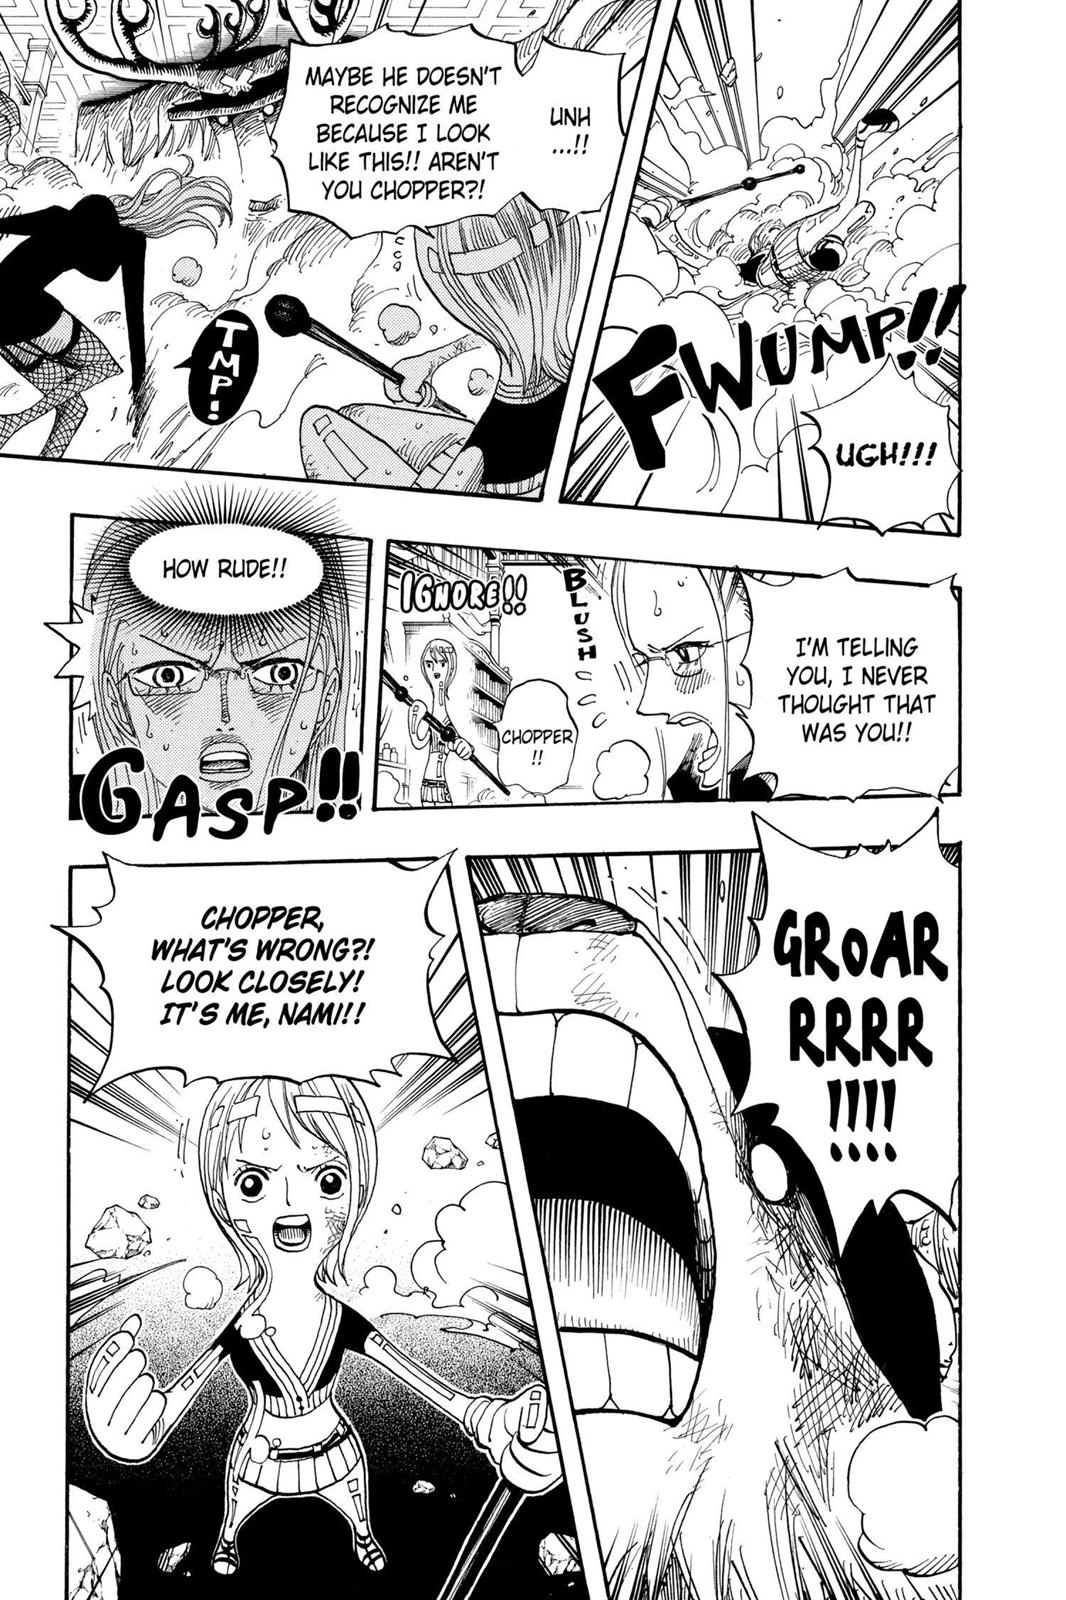 FWUMP!!
UGH!!!
UNH
...!!
MAYBE HE DOESN'T
RECOGNIZE ME
BECAUSE I LOOK
LIKE THIS!! AREN'T
YOU CHOPPER?!
TMP!
I'M TELLING
YOU, I NEVER
THOUGHT THAT
WAS YOU!!
BLUSH
CHOPPER
!!
IGNORE!!
HOW RUDE!!
GASP!!
GROAR
RRRR
!!!!
CHOPPER,
WHAT'S WRONG?!
LOOK CLOSELY!
IT'S ME, NAMI!!